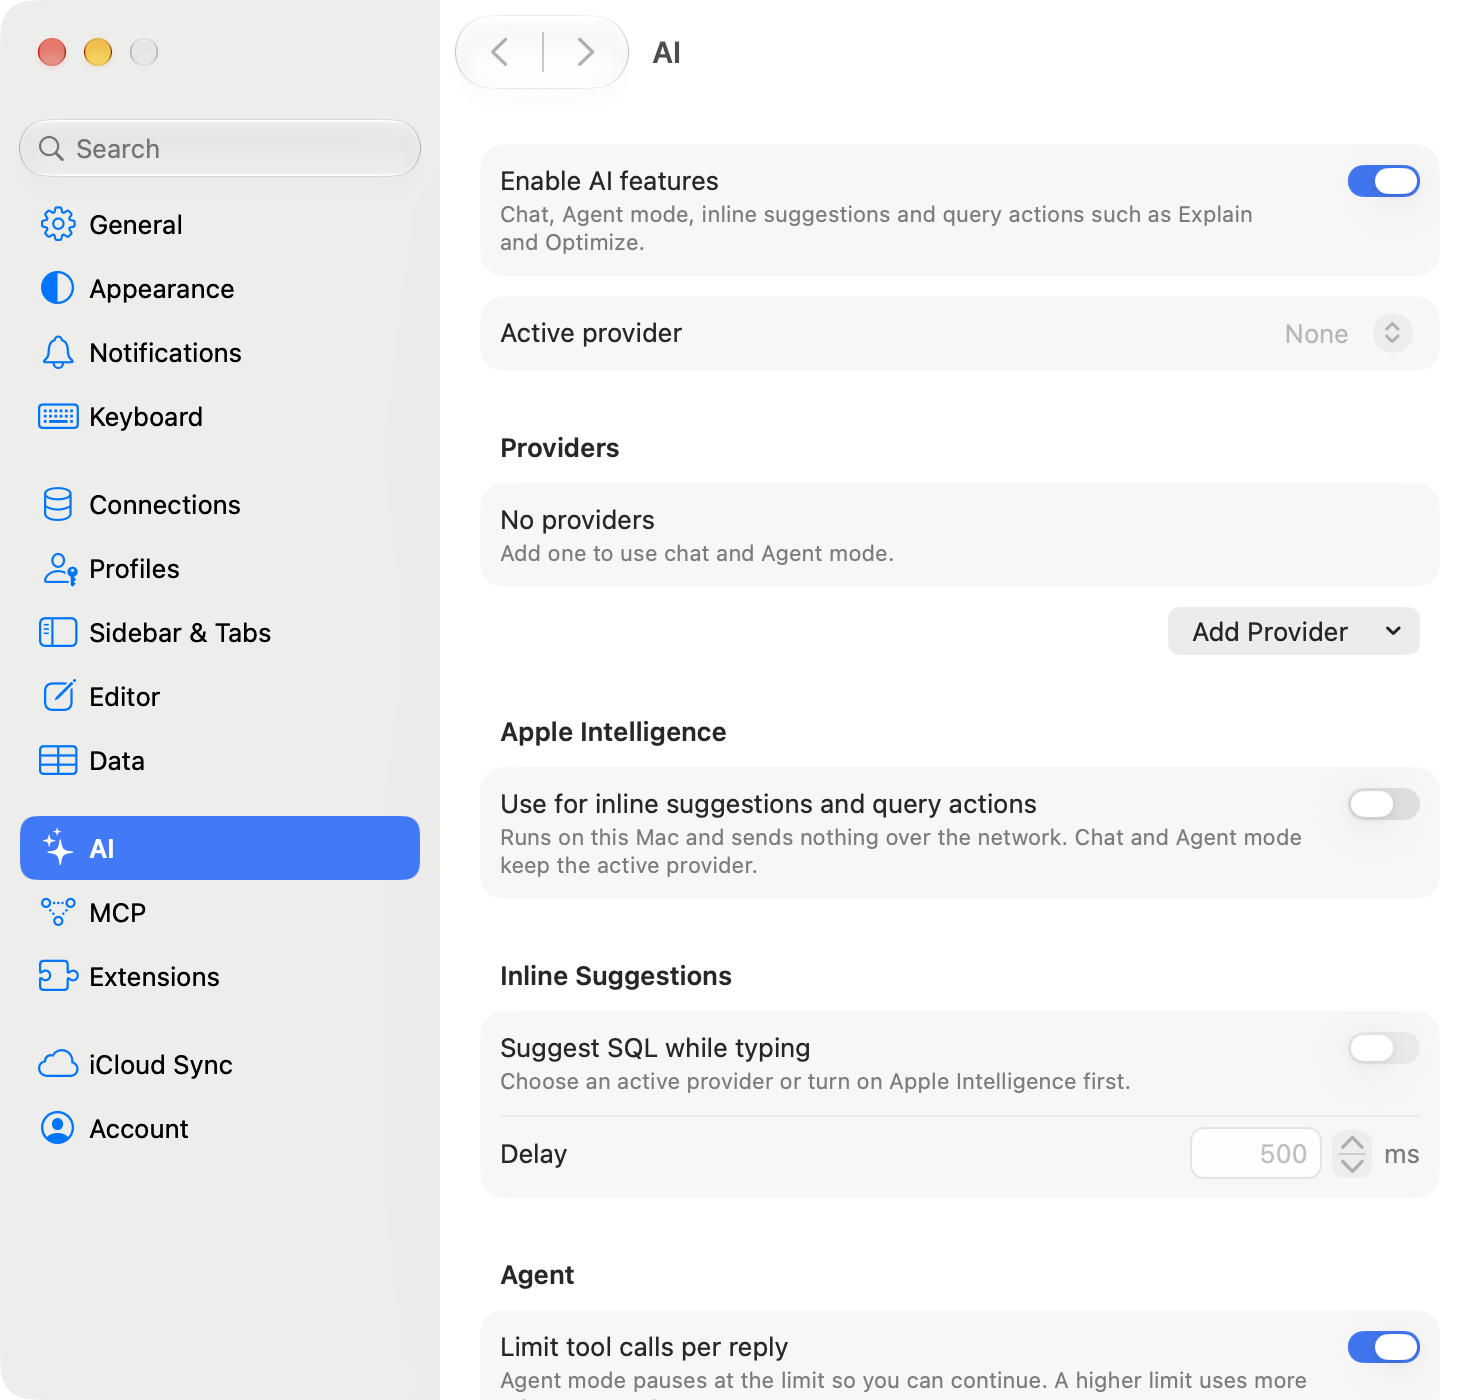 AI
Search
General
Appearance
Notifications
Keyboard
Connections
Profiles
Sidebar & Tabs
Editor
Data
AI
MCP
Extensions
iCloud Sync
Account
Enable AI features
Chat, Agent mode, inline suggestions and query actions such as Explain
and Optimize.
Active provider
None
Providers
No providers
Add one to use chat and Agent mode.
Add Provider
Apple Intelligence
Use for inline suggestions and query actions
Runs on this Mac and sends nothing over the network. Chat and Agent mode
keep the active provider.
Inline Suggestions
Suggest SQL while typing
Choose an active provider or turn on Apple Intelligence first.
Delay
500
ms
Agent
Limit tool calls per reply
Agent mode pauses at the limit so you can continue. A higher limit uses more